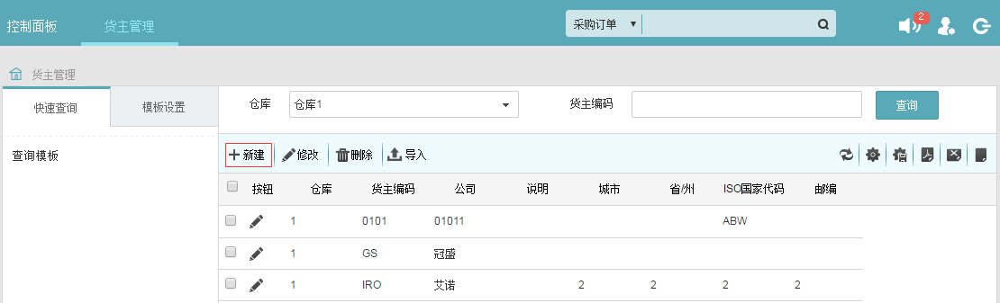 控制面板 货主管理 采购订单 2
货主管理
快速查询 模板设置 仓库 仓库1 货主编码 查询
查询模板 新建 修改 删除 导入
按钮 仓库 货主编码 公司 说明 城市 省/州 ISO国家代码 邮编
1 0101 01011 ABW
1 GS 冠盛
1 IRO 艾诺 2 2 2 2